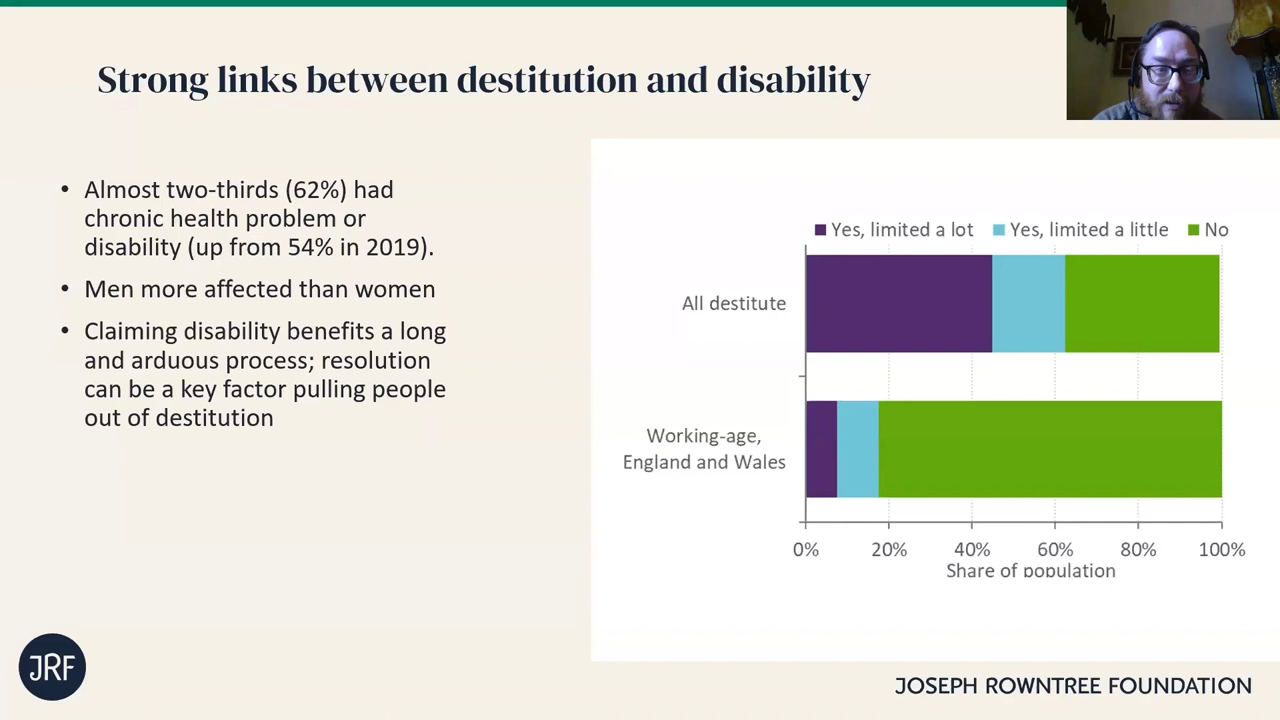 Strong links between destitution and disability
• Almost two-thirds (62%) had
chronic health problem or
disability (up from 54% in 2019).
• Men more affected than women
• Claiming disability benefits a long
and arduous process; resolution
can be a key factor pulling people
out of destitution
Yes, limited a lot Yes, limited a little No
All destitute
Working-age,
England and Wales
0% 20% 40% 60% 80% 100%
Share of population
JRF
JOSEPH ROWNTREE FOUNDATION